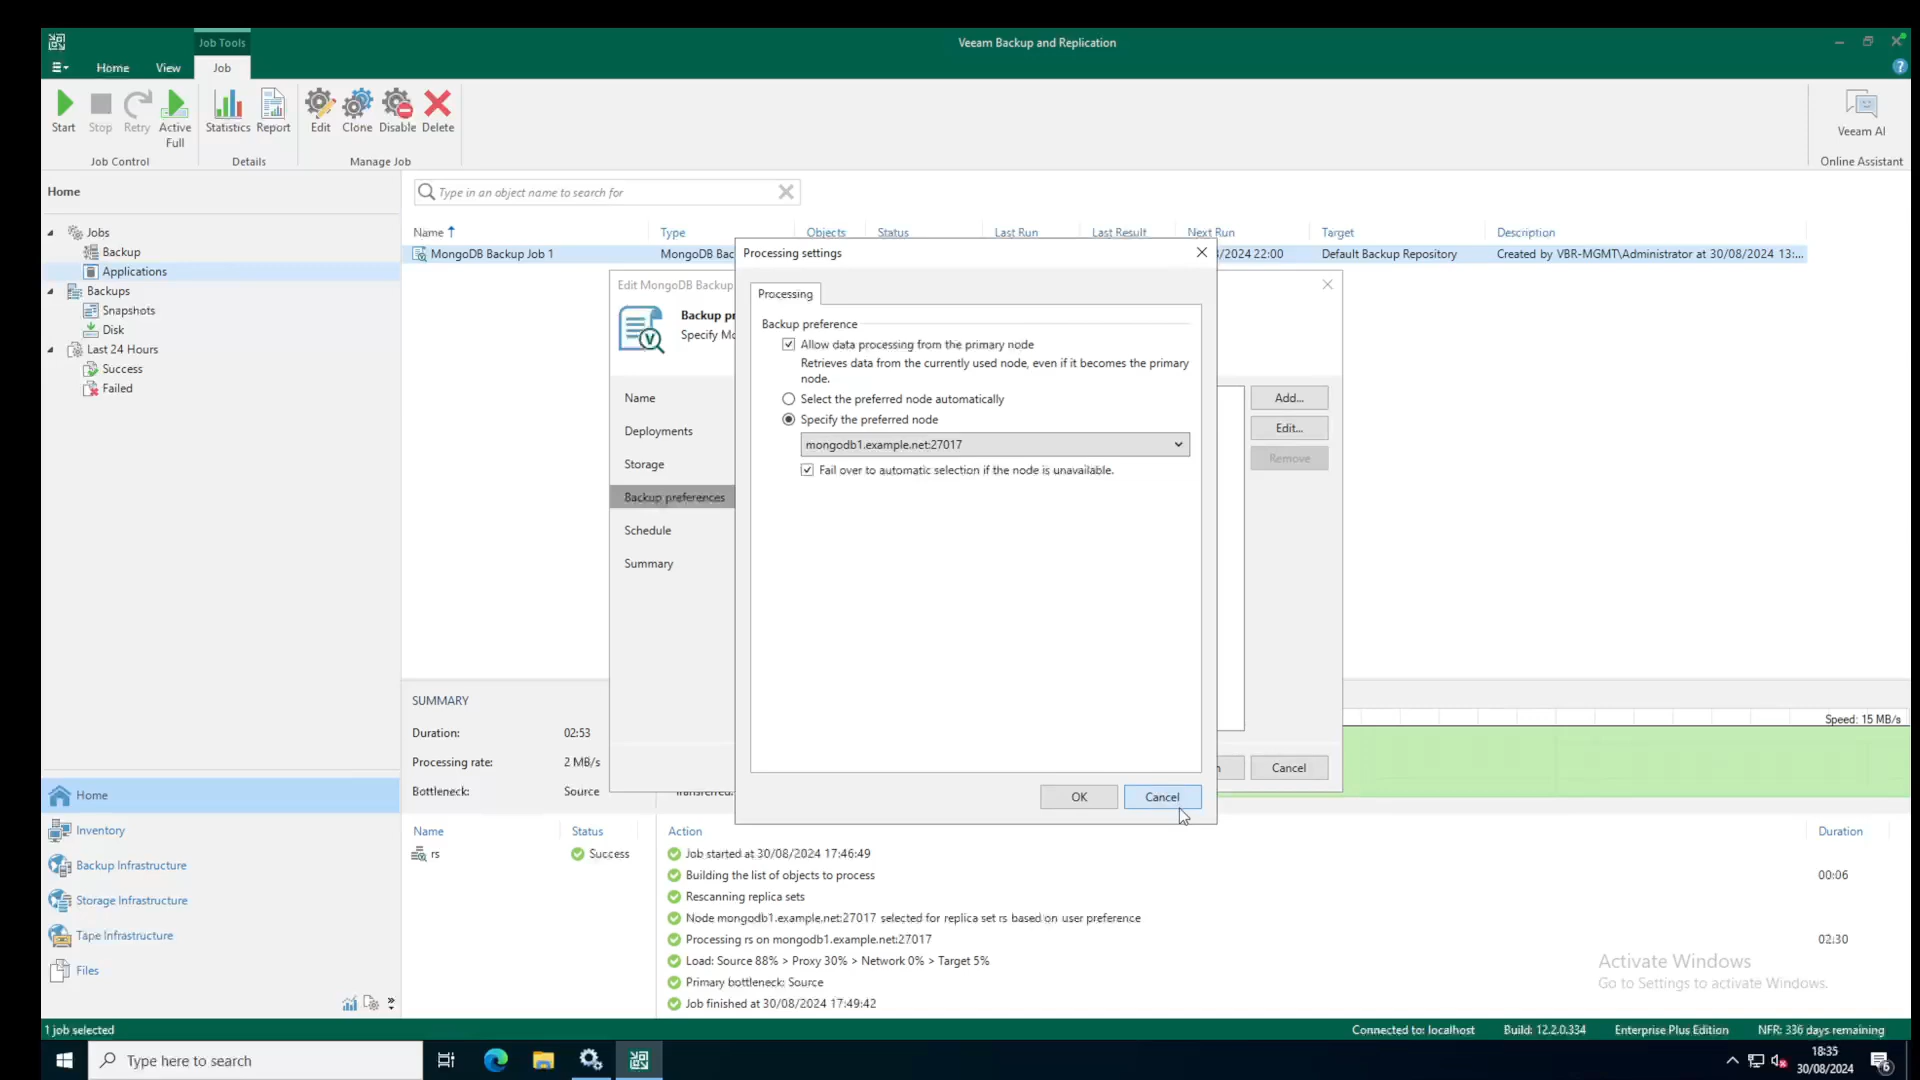 Job Tools
Veeam Backup and Replication
Home
View
Job
Start
Stop
Retry
Active Full
Statistics
Report
Edit
Clone
Disable
Delete
Veeam AI
Job Control
Details
Manage Job
Online Assistant
Home
Type in an object name to search for
Jobs
Backup
Applications
Backups
Snapshots
Disk
Last 24 Hours
Success
Failed
Name
Type
Objects
Status
Last Run
Last Result
Next Run
Target
Description
MongoDB Backup Job 1
MongoDB Bac
/2024 22:00
Default Backup Repository
Created by VBR-MGMT\Administrator at 30/08/2024 13:...
Edit MongoDB Backup
Backup pr
Specify Mo
Name
Deployments
Storage
Backup preferences
Schedule
Summary
Add...
Edit...
Remove
Cancel
Processing settings
Processing
Backup preference
Allow data processing from the primary node
Retrieves data from the currently used node, even if it becomes the primary
node.
Select the preferred node automatically
Specify the preferred node
mongodb1.example.net:27017
Fail over to automatic selection if the node is unavailable.
OK
Cancel
SUMMARY
Duration: 02:53
Processing rate: 2 MB/s
Bottleneck: Source
Transferred:
Speed: 15 MB/s
Name
Status
Action
Duration
rs
Success
Job started at 30/08/2024 17:46:49
Building the list of objects to process 00:06
Rescanning replica sets
Node mongodb1.example.net:27017 selected for replica set rs based on user preference
Processing rs on mongodb1.example.net:27017 02:30
Load: Source 88% > Proxy 30% > Network 0% > Target 5%
Primary bottleneck: Source
Job finished at 30/08/2024 17:49:42
Home
Inventory
Backup Infrastructure
Storage Infrastructure
Tape Infrastructure
Files
Activate Windows
Go to Settings to activate Windows.
1 job selected
Connected to: localhost
Build: 12.2.0.334
Enterprise Plus Edition
NFR: 336 days remaining
Type here to search
18:35
30/08/2024
6